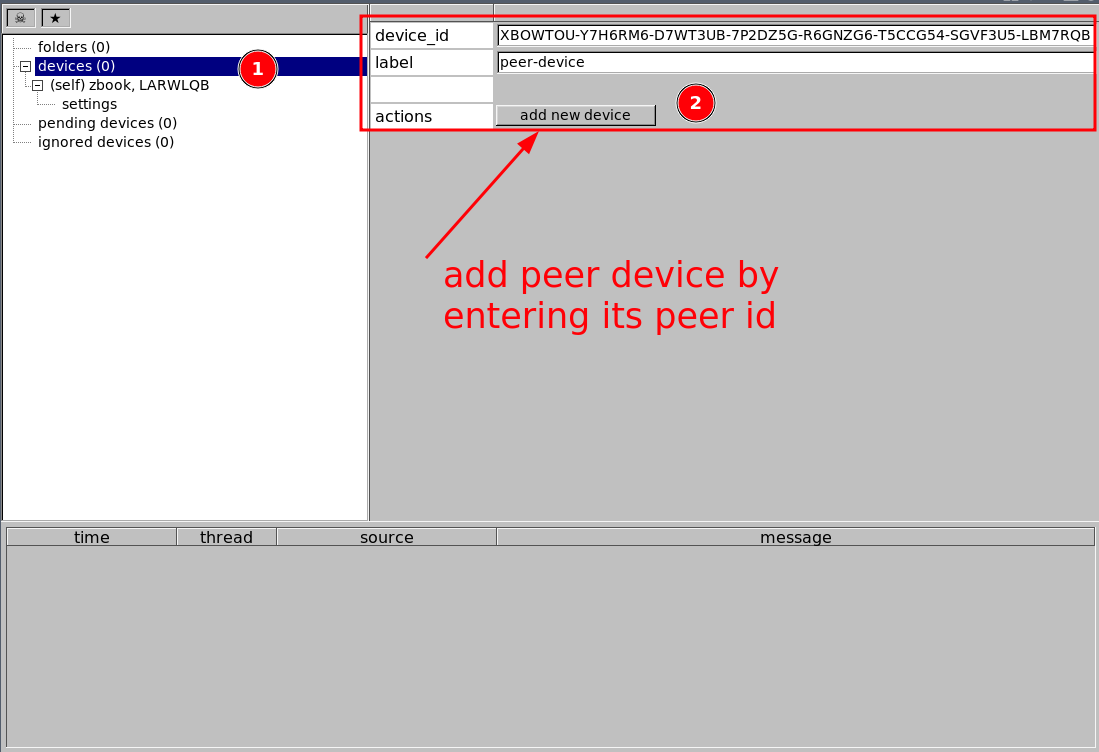 folders (0)
devices (0)
1
(self) zbook, LARWLQB
settings
pending devices (0)
ignored devices (0)
device_id XBOWTOU-Y7H6RM6-D7WT3UB-7P2DZ5G-R6GNZG6-T5CCG54-SGVF3U5-LBM7RQB
label peer-device
actions add new device
2
add peer device by
entering its peer id
time thread source message